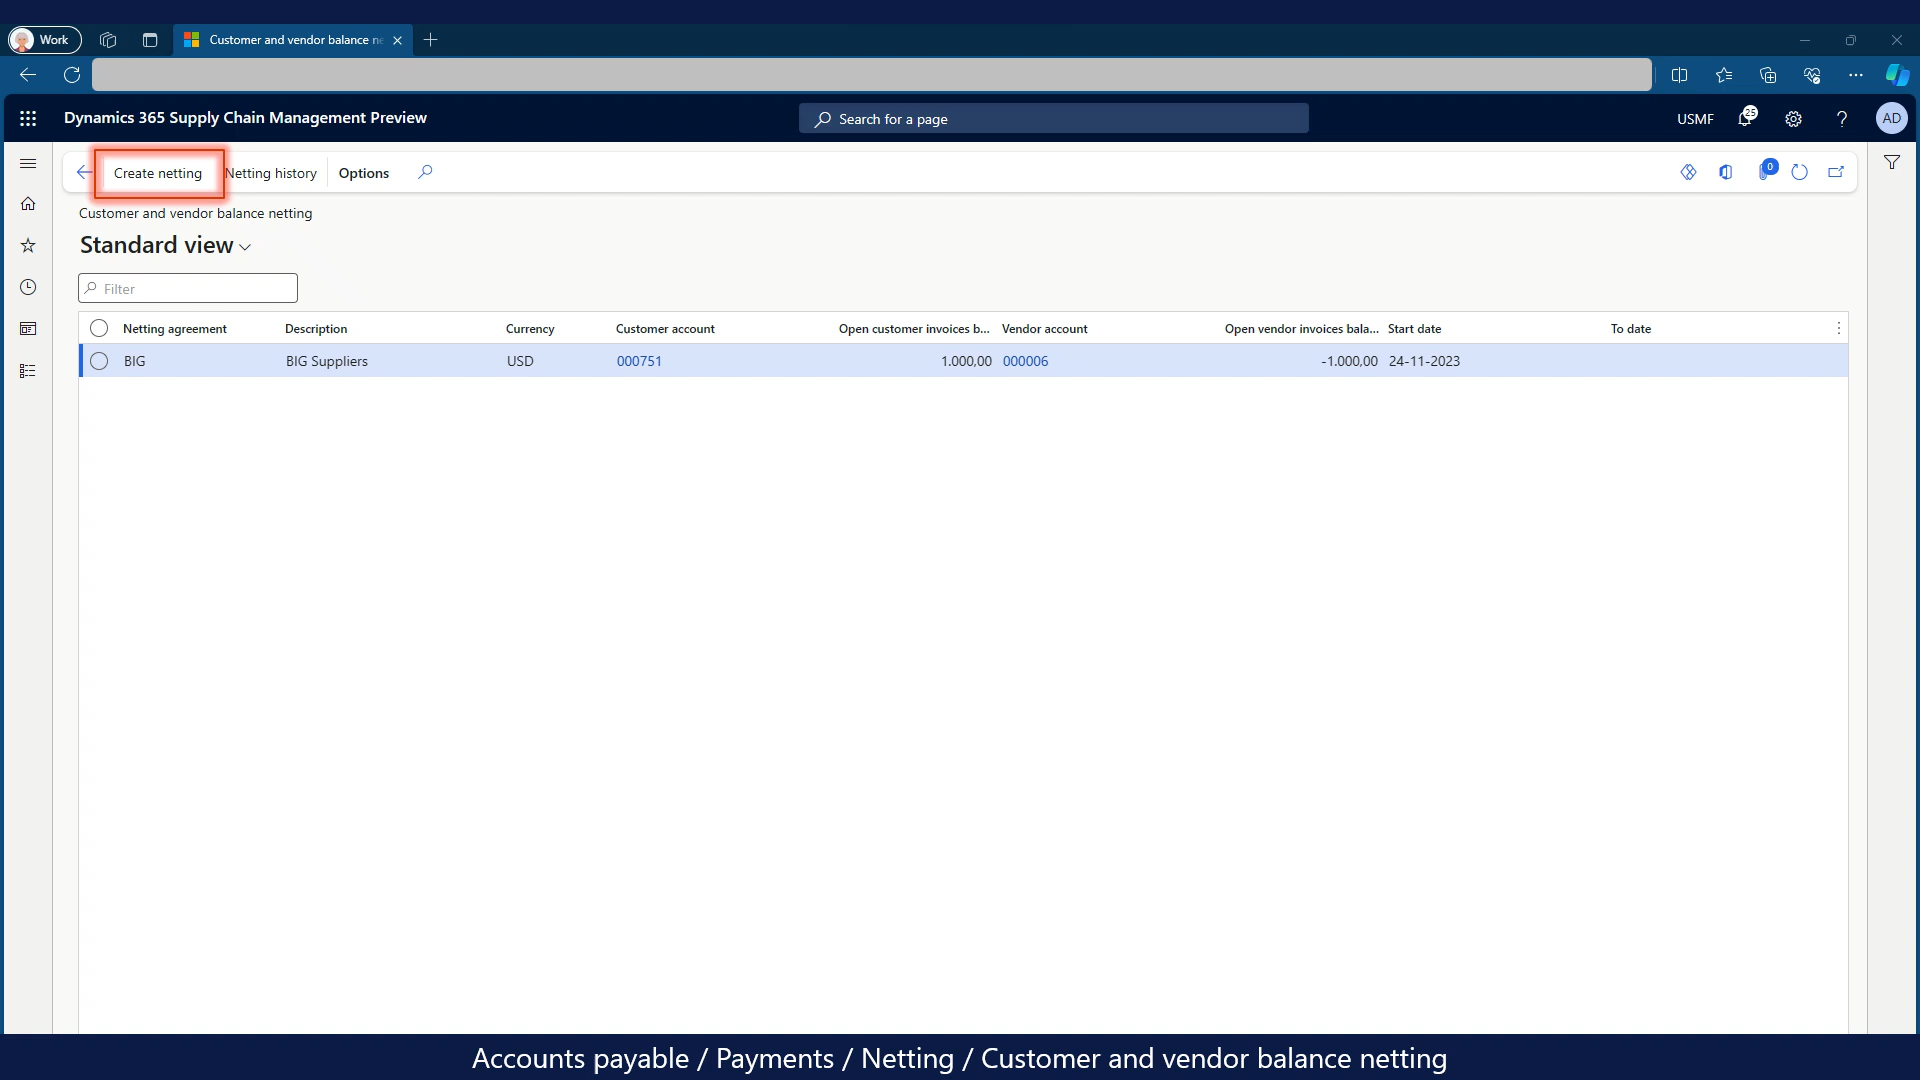 Work
Customer and vendor balance ne
Dynamics 365 Supply Chain Management Preview
Search for a page
USMF
25
?
AD
Create netting
Netting history
Options
0
Customer and vendor balance netting
Standard view
Filter
Netting agreement Description Currency Customer account Open customer invoices b... Vendor account Open vendor invoices bala... Start date To date
BIG BIG Suppliers USD 000751 1.000,00 000006 -1.000,00 24-11-2023
Accounts payable / Payments / Netting / Customer and vendor balance netting